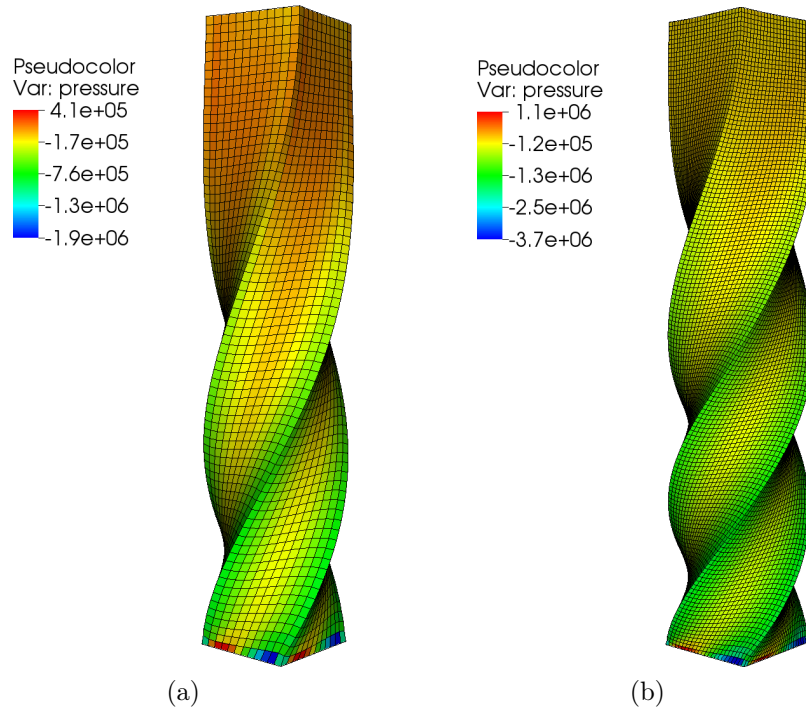 Pseudocolor
Var: pressure
4.1e+05
-1.7e+05
-7.6e+05
-1.3e+06
-1.9e+06
(a)
Pseudocolor
Var: pressure
1.1e+06
-1.2e+05
-1.3e+06
-2.5e+06
-3.7e+06
(b)